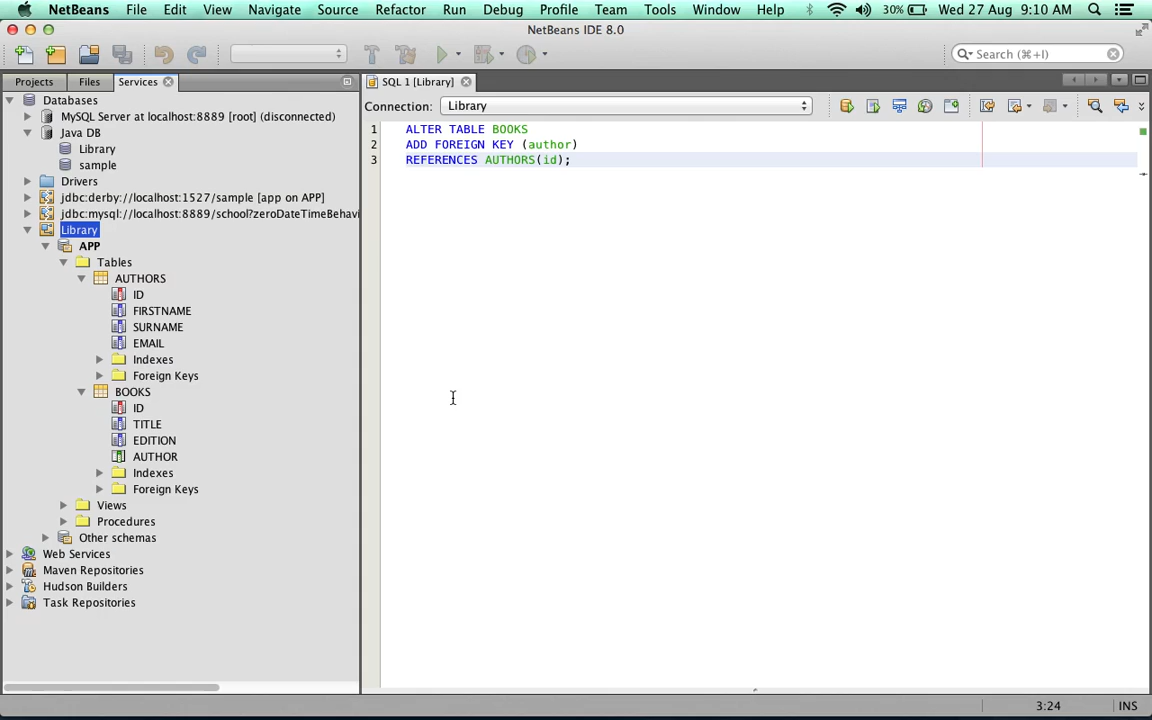 NetBeans File Edit View Navigate Source Refactor Run Debug Profile Team Tools Window Help 30% Wed 27 Aug 9:10 AM
NetBeans IDE 8.0
Search (⌘+I)
Projects Files Services
SQL 1 [Library]
Connection: Library
Databases
MySQL Server at localhost:8889 [root] (disconnected)
Java DB
Library
sample
Drivers
jdbc:derby://localhost:1527/sample [app on APP]
jdbc:mysql://localhost:8889/school?zeroDateTimeBehavi
Library
APP
Tables
AUTHORS
ID
FIRSTNAME
SURNAME
EMAIL
Indexes
Foreign Keys
BOOKS
ID
TITLE
EDITION
AUTHOR
Indexes
Foreign Keys
Views
Procedures
Other schemas
Web Services
Maven Repositories
Hudson Builders
Task Repositories
1 ALTER TABLE BOOKS
2 ADD FOREIGN KEY (author)
3 REFERENCES AUTHORS(id);
3:24 INS